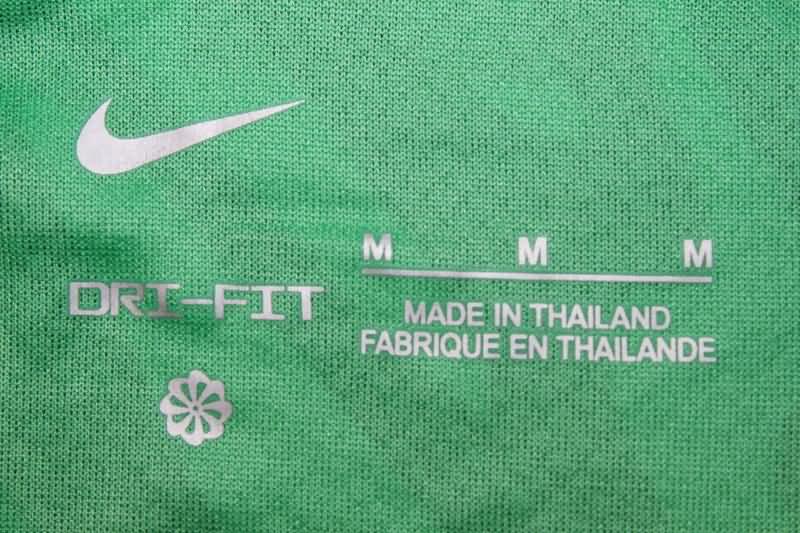 DRI-FIT
M M M
MADE IN THAILAND
FABRIQUE EN THAILANDE